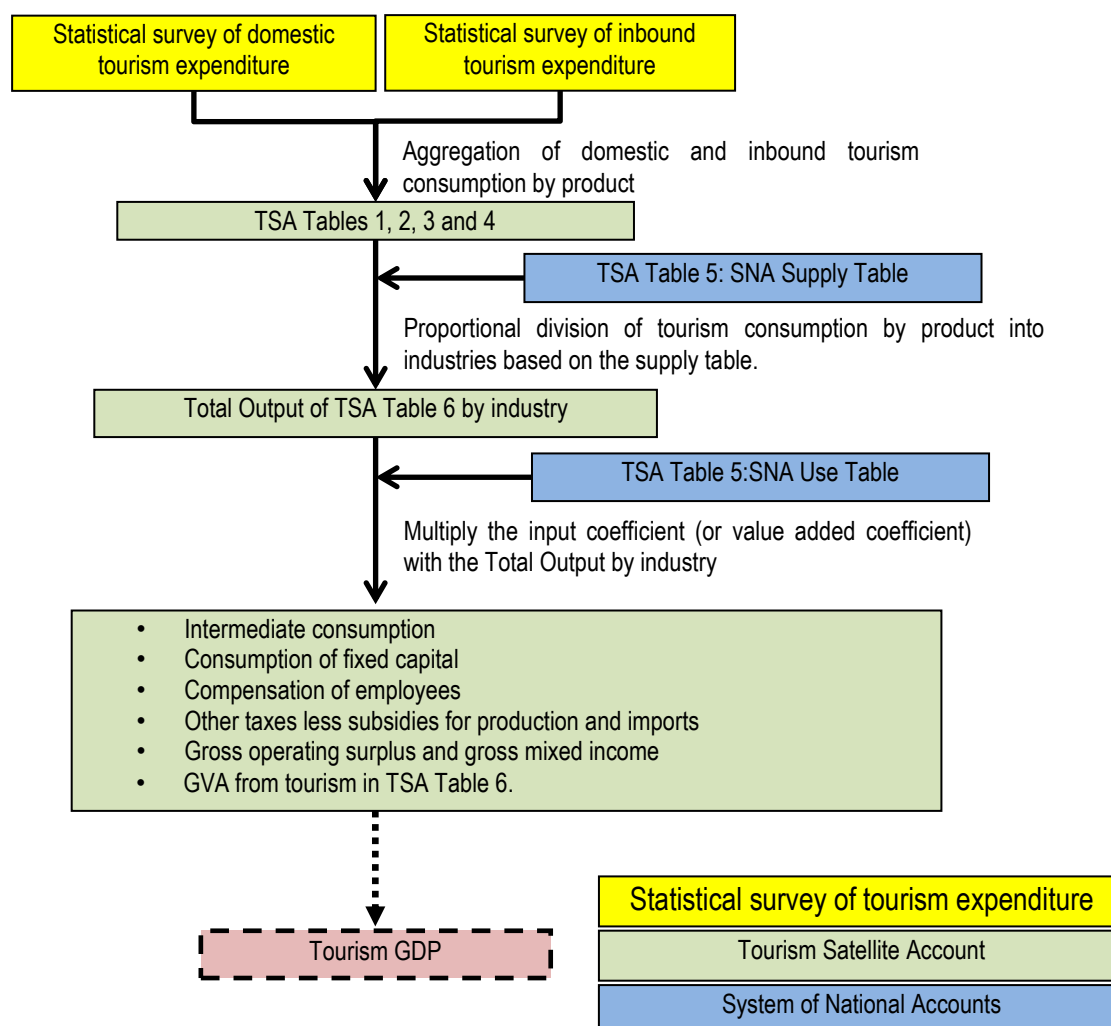 Statistical survey of domestic
tourism expenditure
Statistical survey of inbound
tourism expenditure
Aggregation of domestic and inbound tourism
consumption by product
TSA Tables 1, 2, 3 and 4
TSA Table 5: SNA Supply Table
Proportional division of tourism consumption by product into
industries based on the supply table.
Total Output of TSA Table 6 by industry
TSA Table 5:SNA Use Table
Multiply the input coefficient (or value added coefficient)
with the Total Output by industry
• Intermediate consumption
• Consumption of fixed capital
• Compensation of employees
• Other taxes less subsidies for production and imports
• Gross operating surplus and gross mixed income
• GVA from tourism in TSA Table 6.
Tourism GDP
Statistical survey of tourism expenditure
Tourism Satellite Account
System of National Accounts